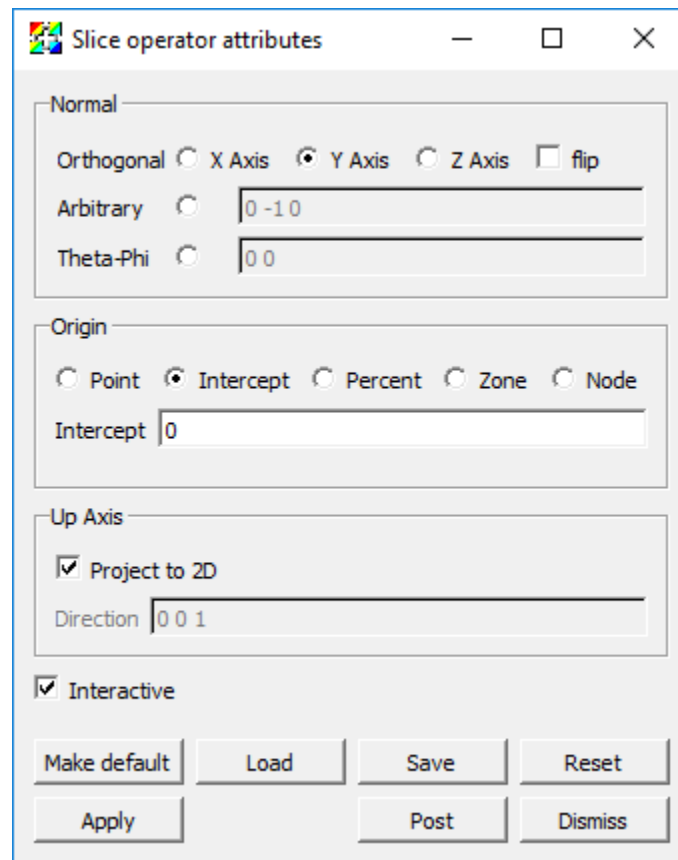 Slice operator attributes
Normal
Orthogonal X Axis Y Axis Z Axis flip
Arbitrary 0 -1 0
Theta-Phi 0 0
Origin
Point Intercept Percent Zone Node
Intercept 0
Up Axis
Project to 2D
Direction 0 0 1
Interactive
Make default Load Save Reset
Apply Post Dismiss